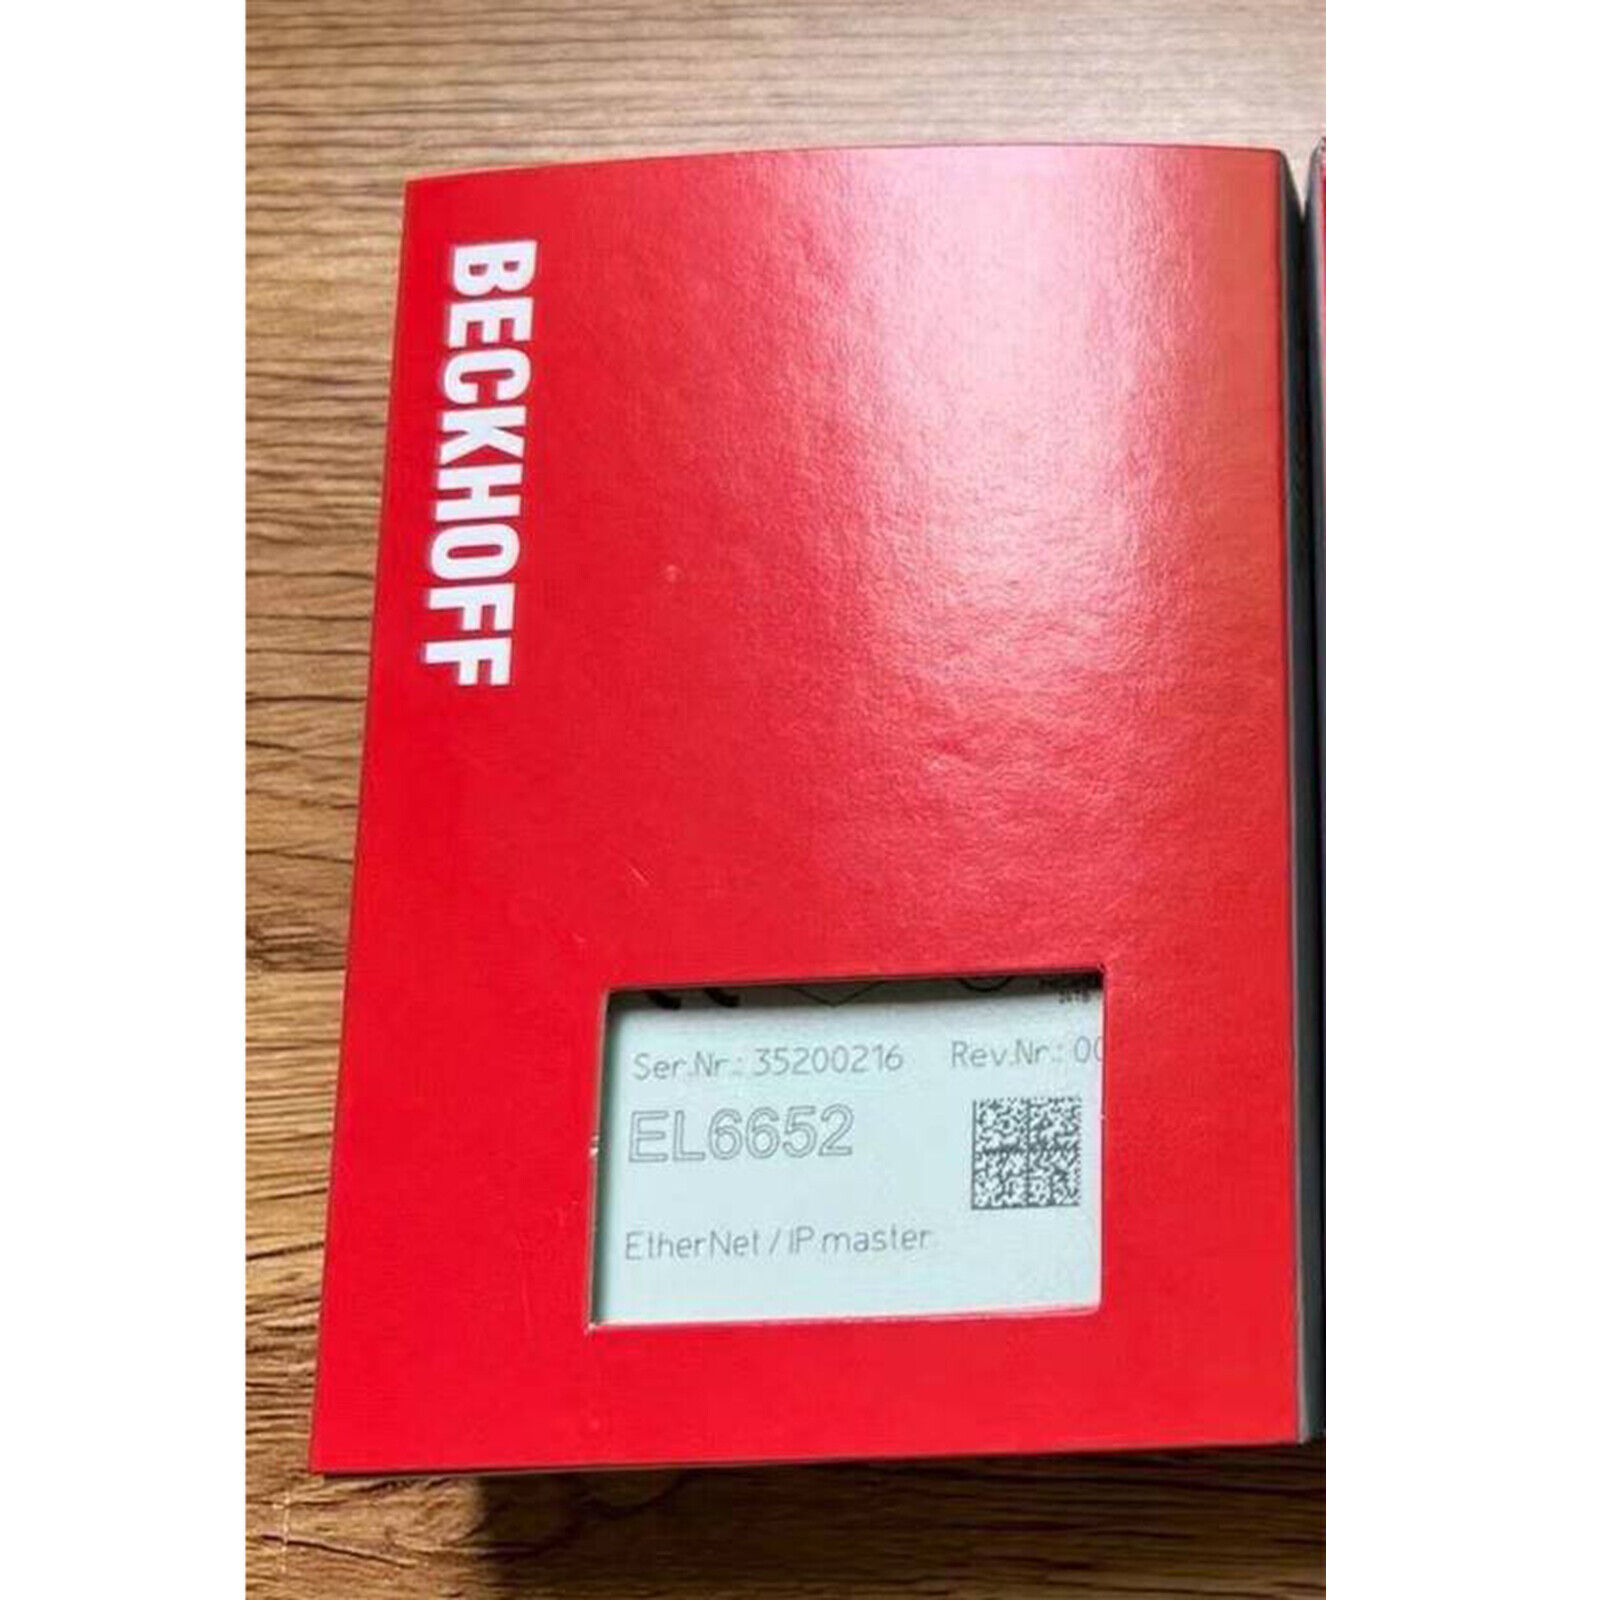 BECKHOFF
Ser.Nr.: 35200216 Rev.Nr.: 00
EL6652
EtherNet / IP master